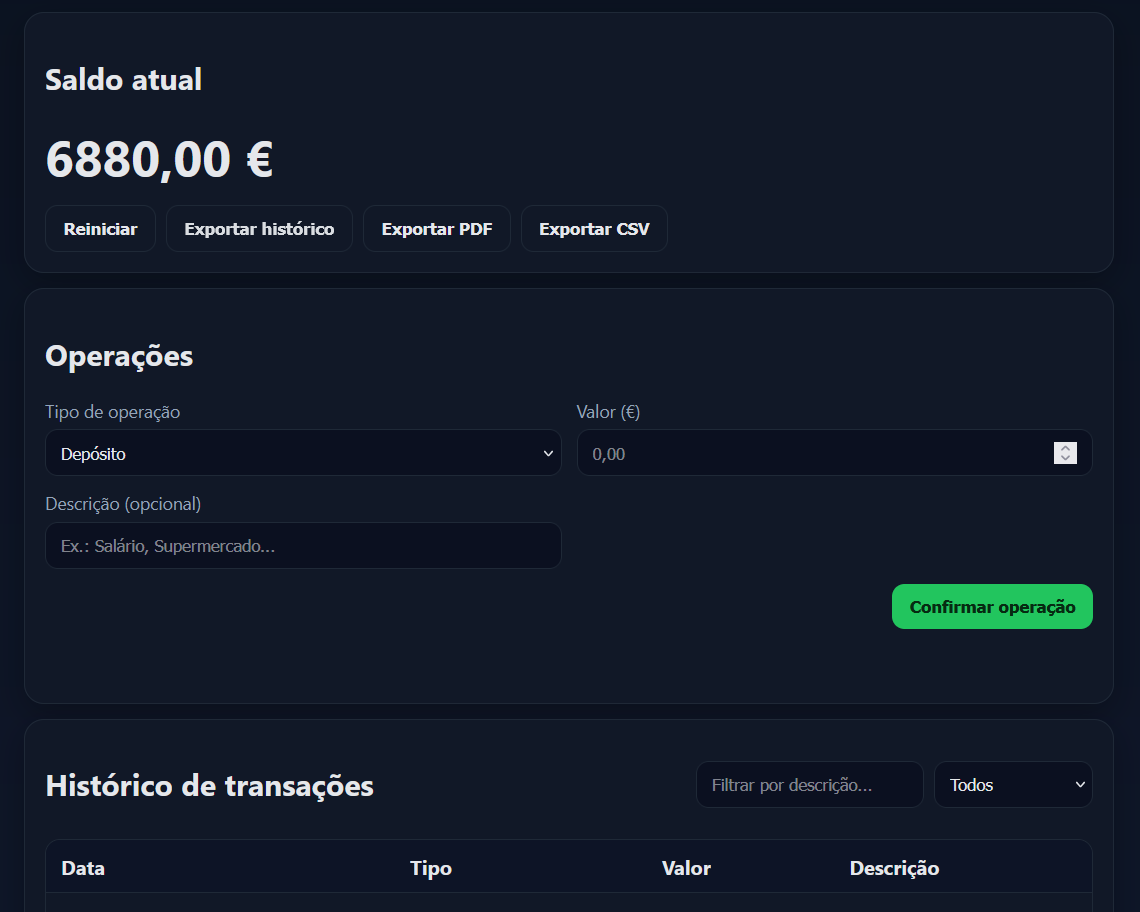 Saldo atual
6880,00 €
Reiniciar Exportar histórico Exportar PDF Exportar CSV
Operações
Tipo de operação Valor (€)
Depósito 0,00
Descrição (opcional)
Ex.: Salário, Supermercado...
Confirmar operação
Histórico de transações Filtrar por descrição... Todos
Data Tipo Valor Descrição